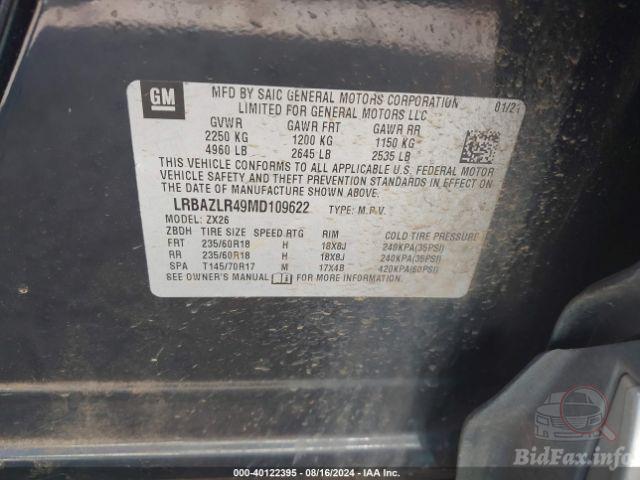 GM
MFD BY SAIC GENERAL MOTORS CORPORATION 01/21
LIMITED FOR GENERAL MOTORS LLC
GVWR GAWR FRT GAWR RR
2250 KG 1200 KG 1150 KG
4960 LB 2645 LB 2535 LB
THIS VEHICLE CONFORMS TO ALL APPLICABLE U.S. FEDERAL MOTOR
VEHICLE SAFETY AND THEFT PREVENTION STANDARDS IN EFFECT ON
THE DATE OF MANUFACTURE SHOWN ABOVE.
LRBAZLR49MD109622 TYPE: M.P.V.
MODEL: ZX26
ZBDH TIRE SIZE SPEED RTG RIM COLD TIRE PRESSURE
FRT 235/60R18 H 18X8J 240KPA(35PSI)
RR 235/60R18 H 18X8J 240KPA(35PSI)
SPA T145/70R17 M 17X4B 420KPA(60PSI)
SEE OWNER'S MANUAL FOR MORE INFORMATION.
BidFax.info
000-40122395 - 08/16/2024 - IAA Inc.